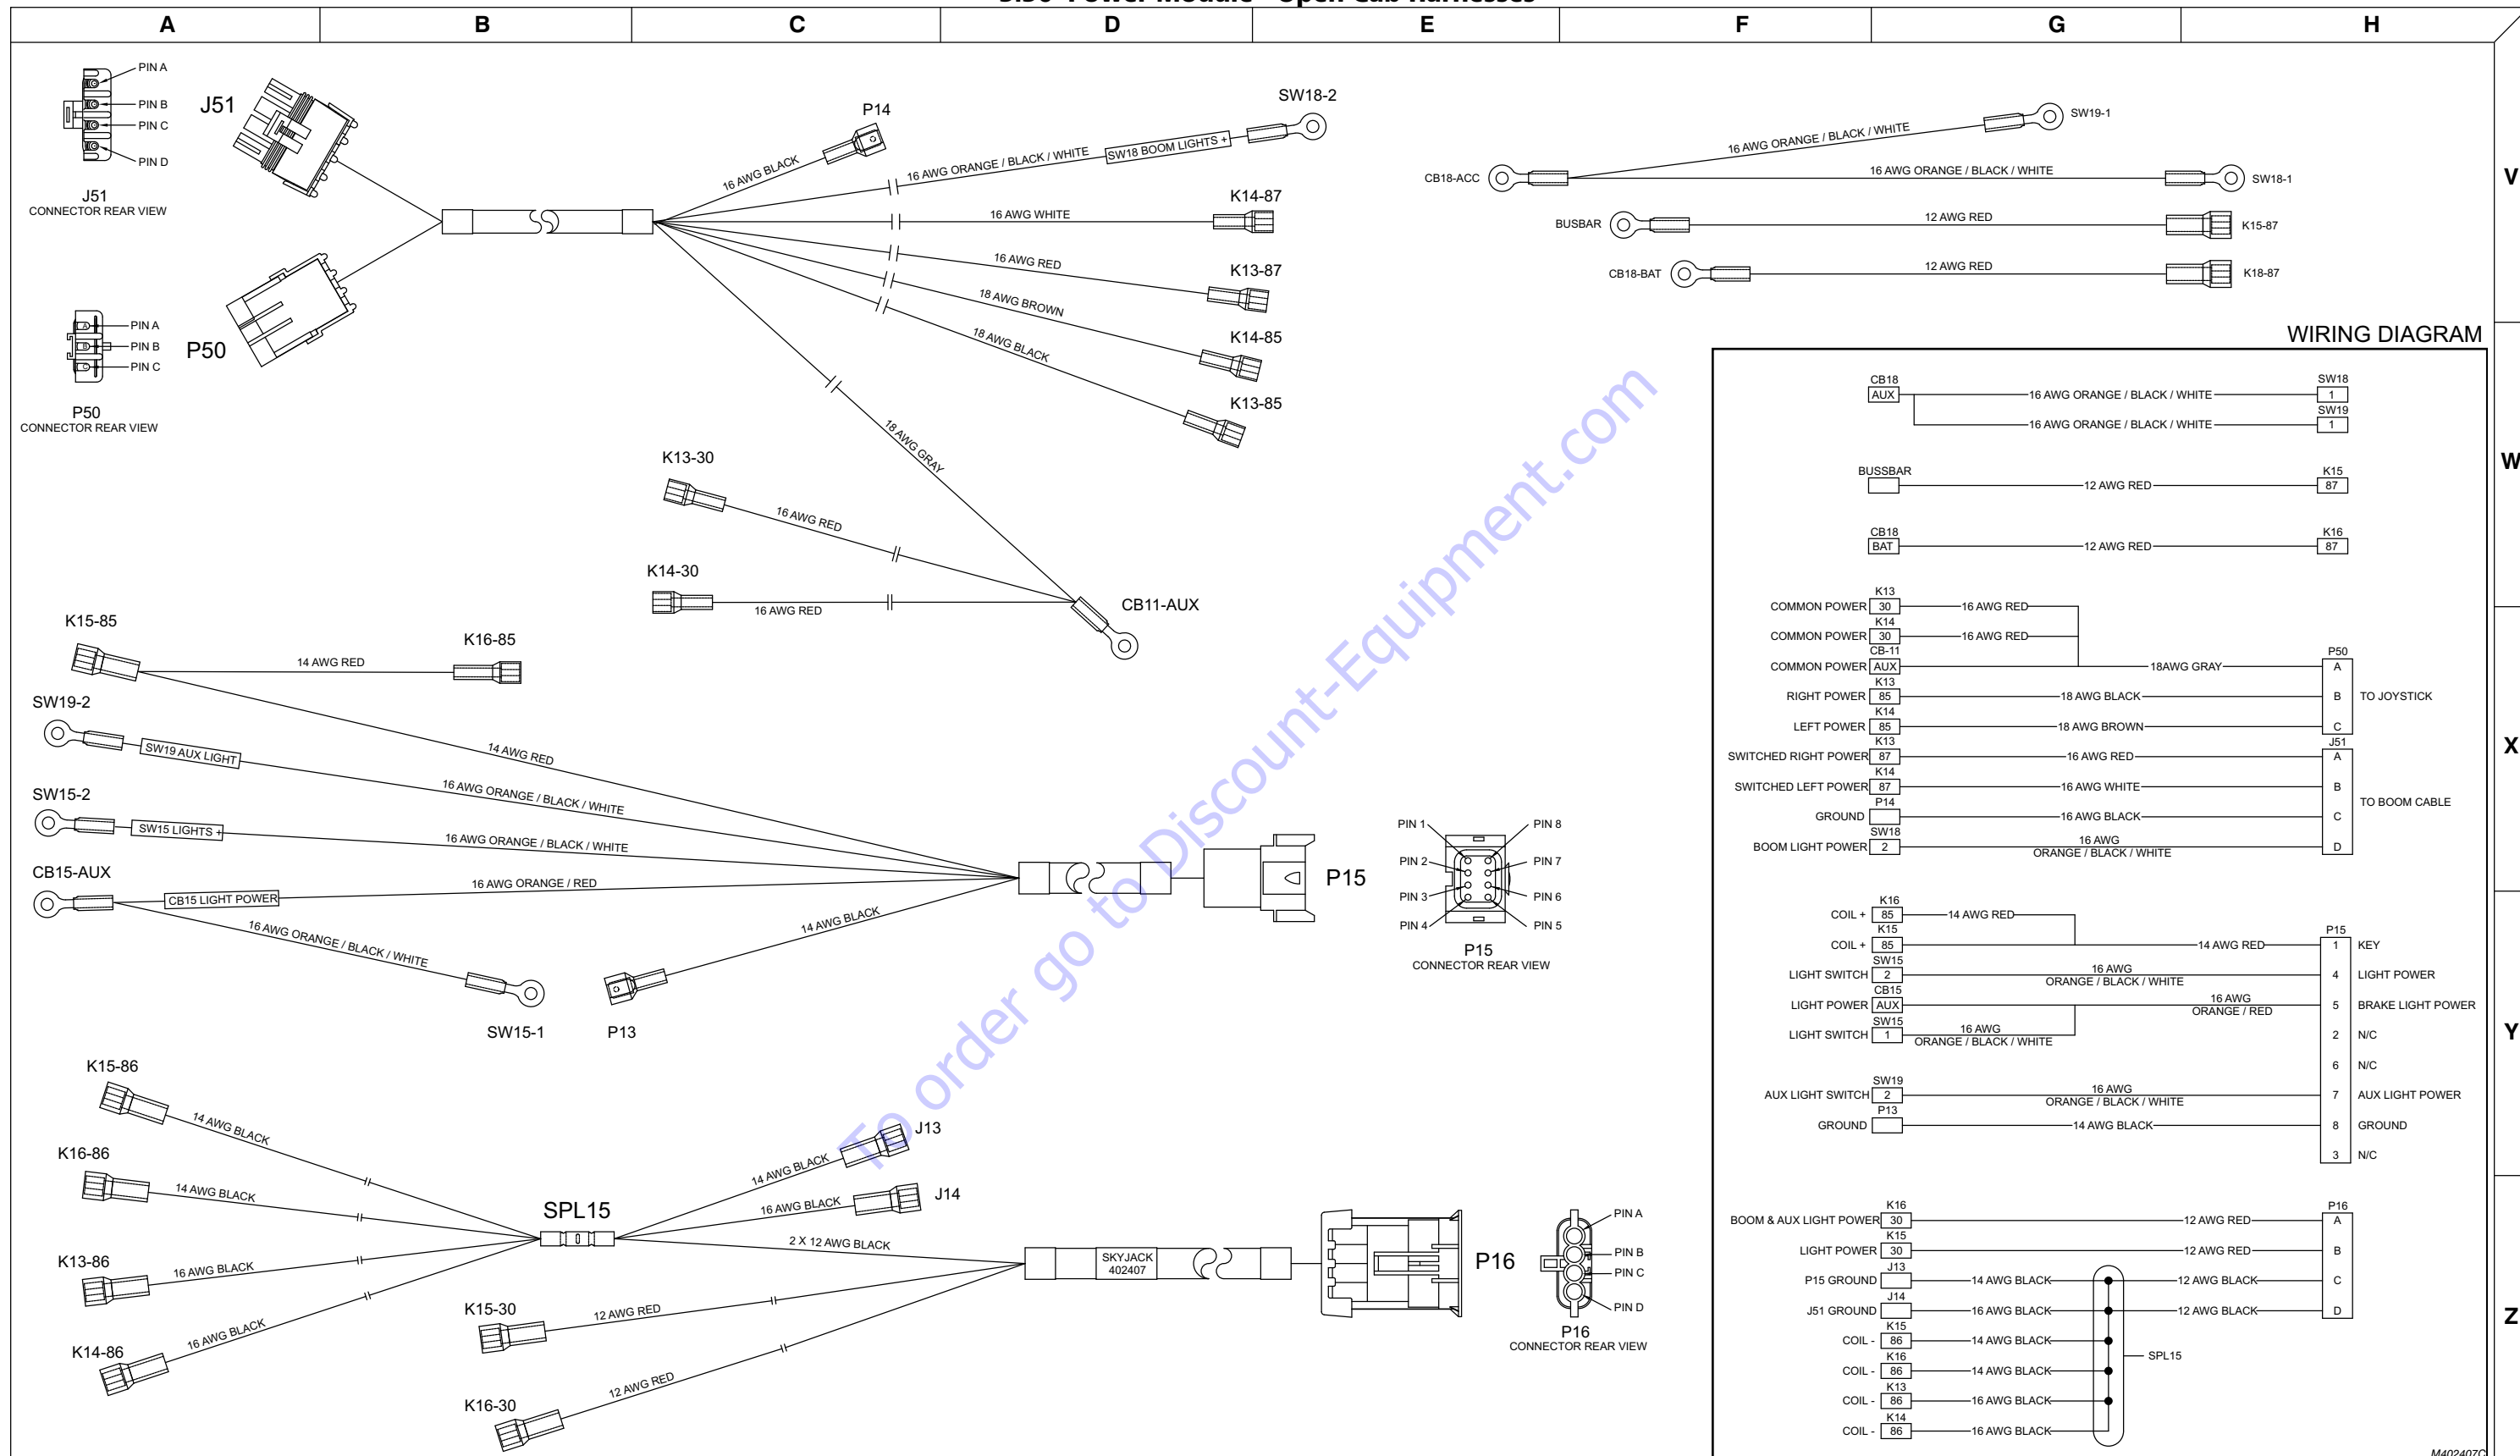 5.30 Power Module - Open Cab Harnesses
A B C D E F G H
V
W
X
Y
Z
PIN A
PIN B
PIN C
PIN D
J51
CONNECTOR REAR VIEW
J51
PIN A
PIN B
PIN C
A
B
C
P50
CONNECTOR REAR VIEW
P50
P14
16 AWG BLACK
SW18-2
16 AWG ORANGE / BLACK / WHITE
SW18 BOOM LIGHTS +
K14-87
16 AWG WHITE
K13-87
16 AWG RED
18 AWG BROWN
K14-85
18 AWG BLACK
K13-85
18 AWG GRAY
K13-30
16 AWG RED
K14-30
16 AWG RED
CB11-AUX
SW19-1
16 AWG ORANGE / BLACK / WHITE
CB18-ACC
16 AWG ORANGE / BLACK / WHITE
SW18-1
BUSBAR
12 AWG RED
K15-87
CB18-BAT
12 AWG RED
K18-87
K15-85
14 AWG RED
K16-85
14 AWG RED
SW19-2
SW19 AUX LIGHT
16 AWG ORANGE / BLACK / WHITE
SW15-2
SW15 LIGHTS +
16 AWG ORANGE / BLACK / WHITE
CB15-AUX
CB15 LIGHT POWER
16 AWG ORANGE / RED
16 AWG ORANGE / BLACK / WHITE
SW15-1
14 AWG BLACK
P13
P15
PIN 1
PIN 2
PIN 3
PIN 4
PIN 8
PIN 7
PIN 6
PIN 5
P15
CONNECTOR REAR VIEW
K15-86
14 AWG BLACK
K16-86
14 AWG BLACK
K13-86
16 AWG BLACK
K14-86
16 AWG BLACK
SPL15
14 AWG BLACK
J13
16 AWG BLACK
J14
2 X 12 AWG BLACK
K15-30
12 AWG RED
K16-30
12 AWG RED
SKYJACK
402407
P16
PIN A
PIN B
PIN C
PIN D
P16
CONNECTOR REAR VIEW
WIRING DIAGRAM
CB18 SW18
AUX 16 AWG ORANGE / BLACK / WHITE 1
SW19
16 AWG ORANGE / BLACK / WHITE 1
BUSSBAR K15
12 AWG RED 87
CB18 K16
BAT 12 AWG RED 87
K13
COMMON POWER 30 16 AWG RED
K14
COMMON POWER 30 16 AWG RED
CB-11 P50
COMMON POWER AUX 18AWG GRAY A
K13
RIGHT POWER 85 18 AWG BLACK B TO JOYSTICK
K14
LEFT POWER 85 18 AWG BROWN C
K13 J51
SWITCHED RIGHT POWER 87 16 AWG RED A
K14
SWITCHED LEFT POWER 87 16 AWG WHITE B
TO BOOM CABLE
P14
GROUND 16 AWG BLACK C
SW18
BOOM LIGHT POWER 2 16 AWG D
ORANGE / BLACK / WHITE
K16
COIL + 85 14 AWG RED
K15 P15
COIL + 85 14 AWG RED 1 KEY
SW15
LIGHT SWITCH 2 16 AWG 4 LIGHT POWER
ORANGE / BLACK / WHITE
CB15
LIGHT POWER AUX 16 AWG 5 BRAKE LIGHT POWER
ORANGE / RED
SW15
LIGHT SWITCH 1 16 AWG 2 N/C
ORANGE / BLACK / WHITE
6 N/C
SW19
AUX LIGHT SWITCH 2 16 AWG 7 AUX LIGHT POWER
ORANGE / BLACK / WHITE
P13
GROUND 14 AWG BLACK 8 GROUND
3 N/C
K16 P16
BOOM & AUX LIGHT POWER 30 12 AWG RED A
K15
LIGHT POWER 30 12 AWG RED B
J13
P15 GROUND 14 AWG BLACK 12 AWG BLACK C
J14
J51 GROUND 16 AWG BLACK 12 AWG BLACK D
K15
COIL - 86 14 AWG BLACK
SPL15
K16
COIL - 86 14 AWG BLACK
K13
COIL - 86 16 AWG BLACK
K14
COIL - 86 16 AWG BLACK
M402407C
To order go to Discount-Equipment.com